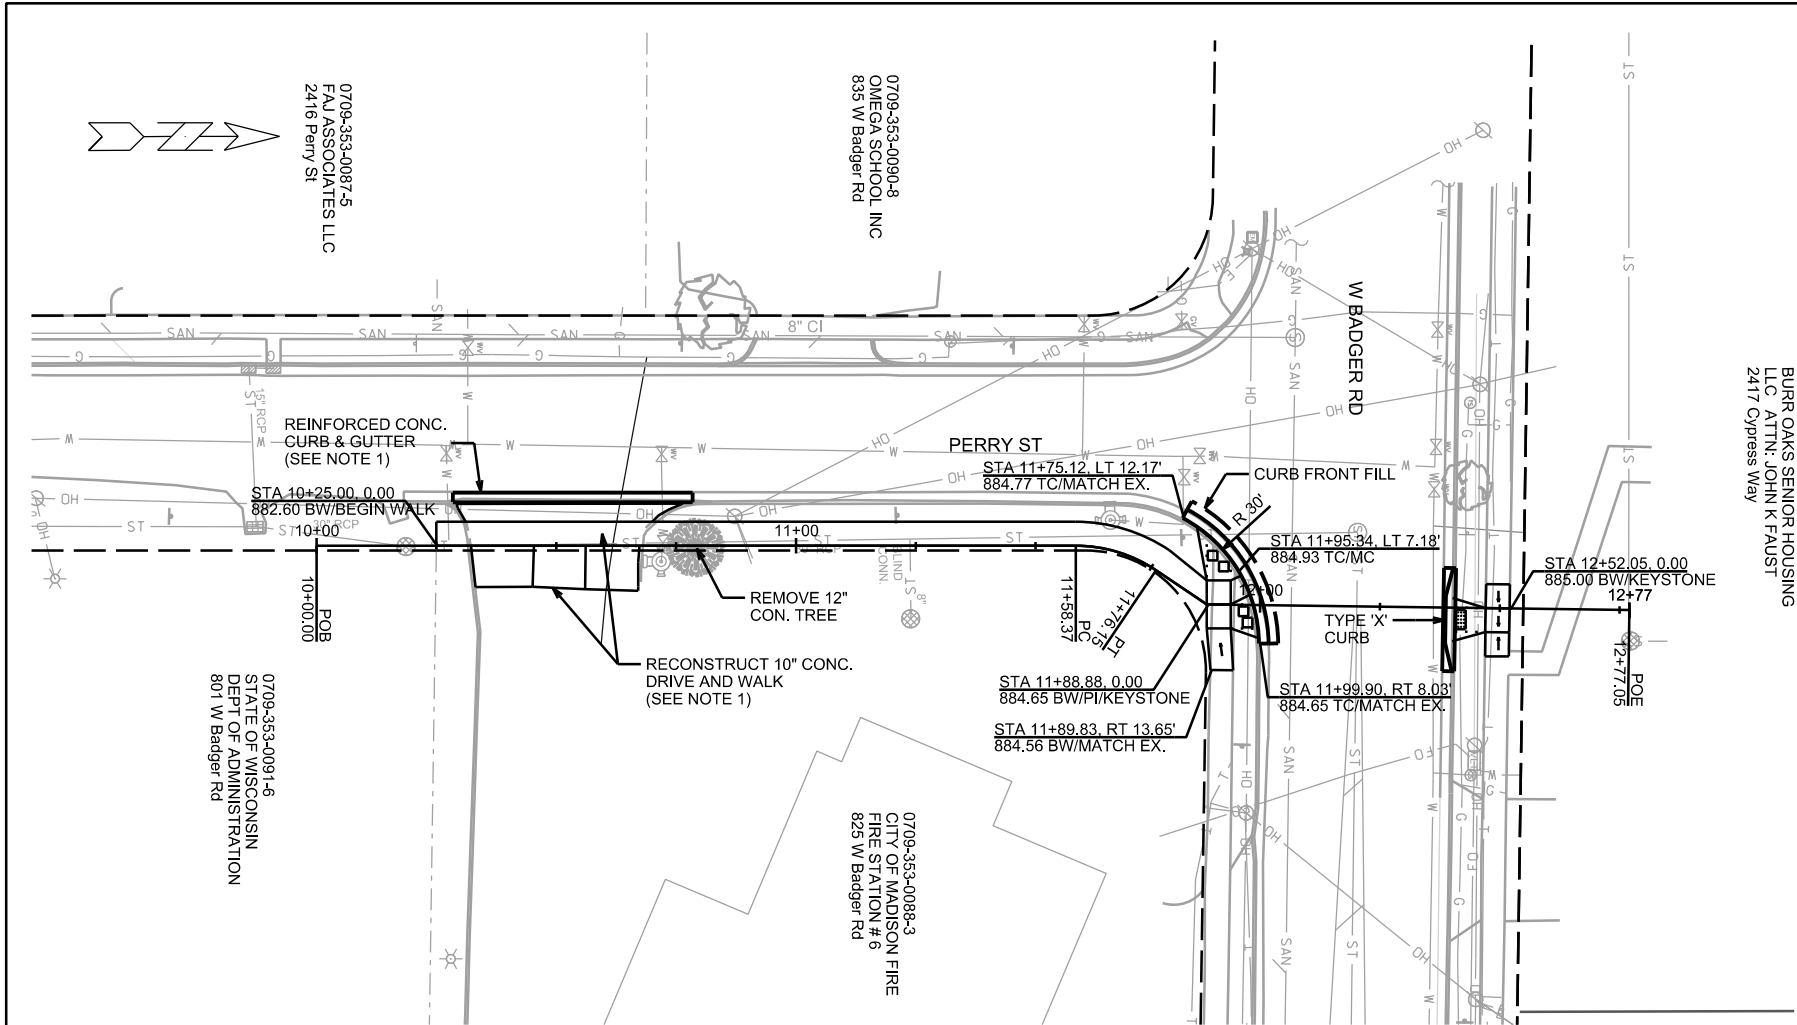 0709-353-0087-5
FAJ ASSOCIATES LLC
2416 Perry St
0709-353-0090-8
OMEGA SCHOOL INC
835 W Badger Rd
BURR OAKS SENIOR HOUSING
LLC ATTN: JOHN K FAUST
2417 Cypress Way
W BADGER RD
PERRY ST
8" CI
15" RCP
30" RCP
REINFORCED CONC.
CURB & GUTTER
(SEE NOTE 1)
STA 10+25.00, 0.00
882.60 BW/BEGIN WALK
10+00
11+00
12+00
STA 11+75.12, LT 12.17'
884.77 TC/MATCH EX.
CURB FRONT FILL
R 30'
STA 11+95.34, LT 7.18'
884.93 TC/MC
STA 12+52.05, 0.00
885.00 BW/KEYSTONE
12+77
POB
10+00.00
REMOVE 12"
CON. TREE
BLIND
CONN.
8"
ST
PC
11+58.37
PT
11+76.15
TYPE 'X'
CURB
POE
12+77.05
RECONSTRUCT 10" CONC.
DRIVE AND WALK
(SEE NOTE 1)
STA 11+88.88, 0.00
884.65 BW/PI/KEYSTONE
STA 11+99.90, RT 8.03'
884.65 TC/MATCH EX.
STA 11+89.83, RT 13.65'
884.56 BW/MATCH EX.
0709-353-0091-6
STATE OF WISCONSIN
DEPT OF ADMINISTRATION
801 W Badger Rd
0709-353-0088-3
CITY OF MADISON FIRE
FIRE STATION # 6
825 W Badger Rd